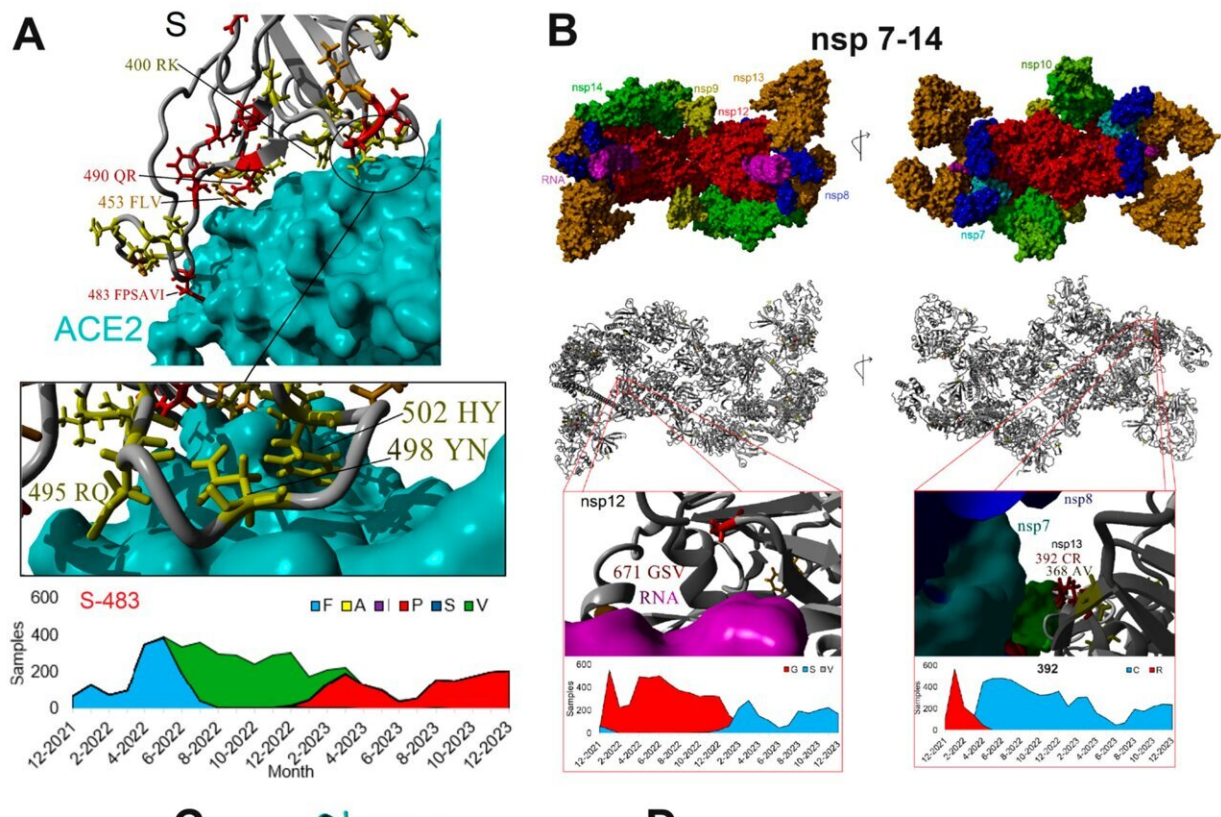 A
S
400 RK
490 QR
453 FLV
483 FPSAVI
ACE2
502 HY
498 YN
495 RQ
S-483
F A I P S V
Samples
600
400
200
0
12-2021
2-2022
4-2022
6-2022
8-2022
10-2022
12-2022
2-2023
4-2023
6-2023
8-2023
10-2023
12-2023
Month
B
nsp 7-14
nsp14
nsp9
nsp13
nsp12
RNA
nsp8
nsp10
nsp7
nsp12
671 GSV
RNA
G S V
Samples
600
400
200
0
12-2021
2-2022
4-2022
6-2022
8-2022
10-2022
12-2022
2-2023
4-2023
6-2023
8-2023
10-2023
12-2023
nsp8
nsp7
nsp13
392 CR
368 AV
392
C R
Samples
600
400
200
0
12-2021
2-2022
4-2022
6-2022
8-2022
10-2022
12-2022
2-2023
4-2023
6-2023
8-2023
10-2023
12-2023